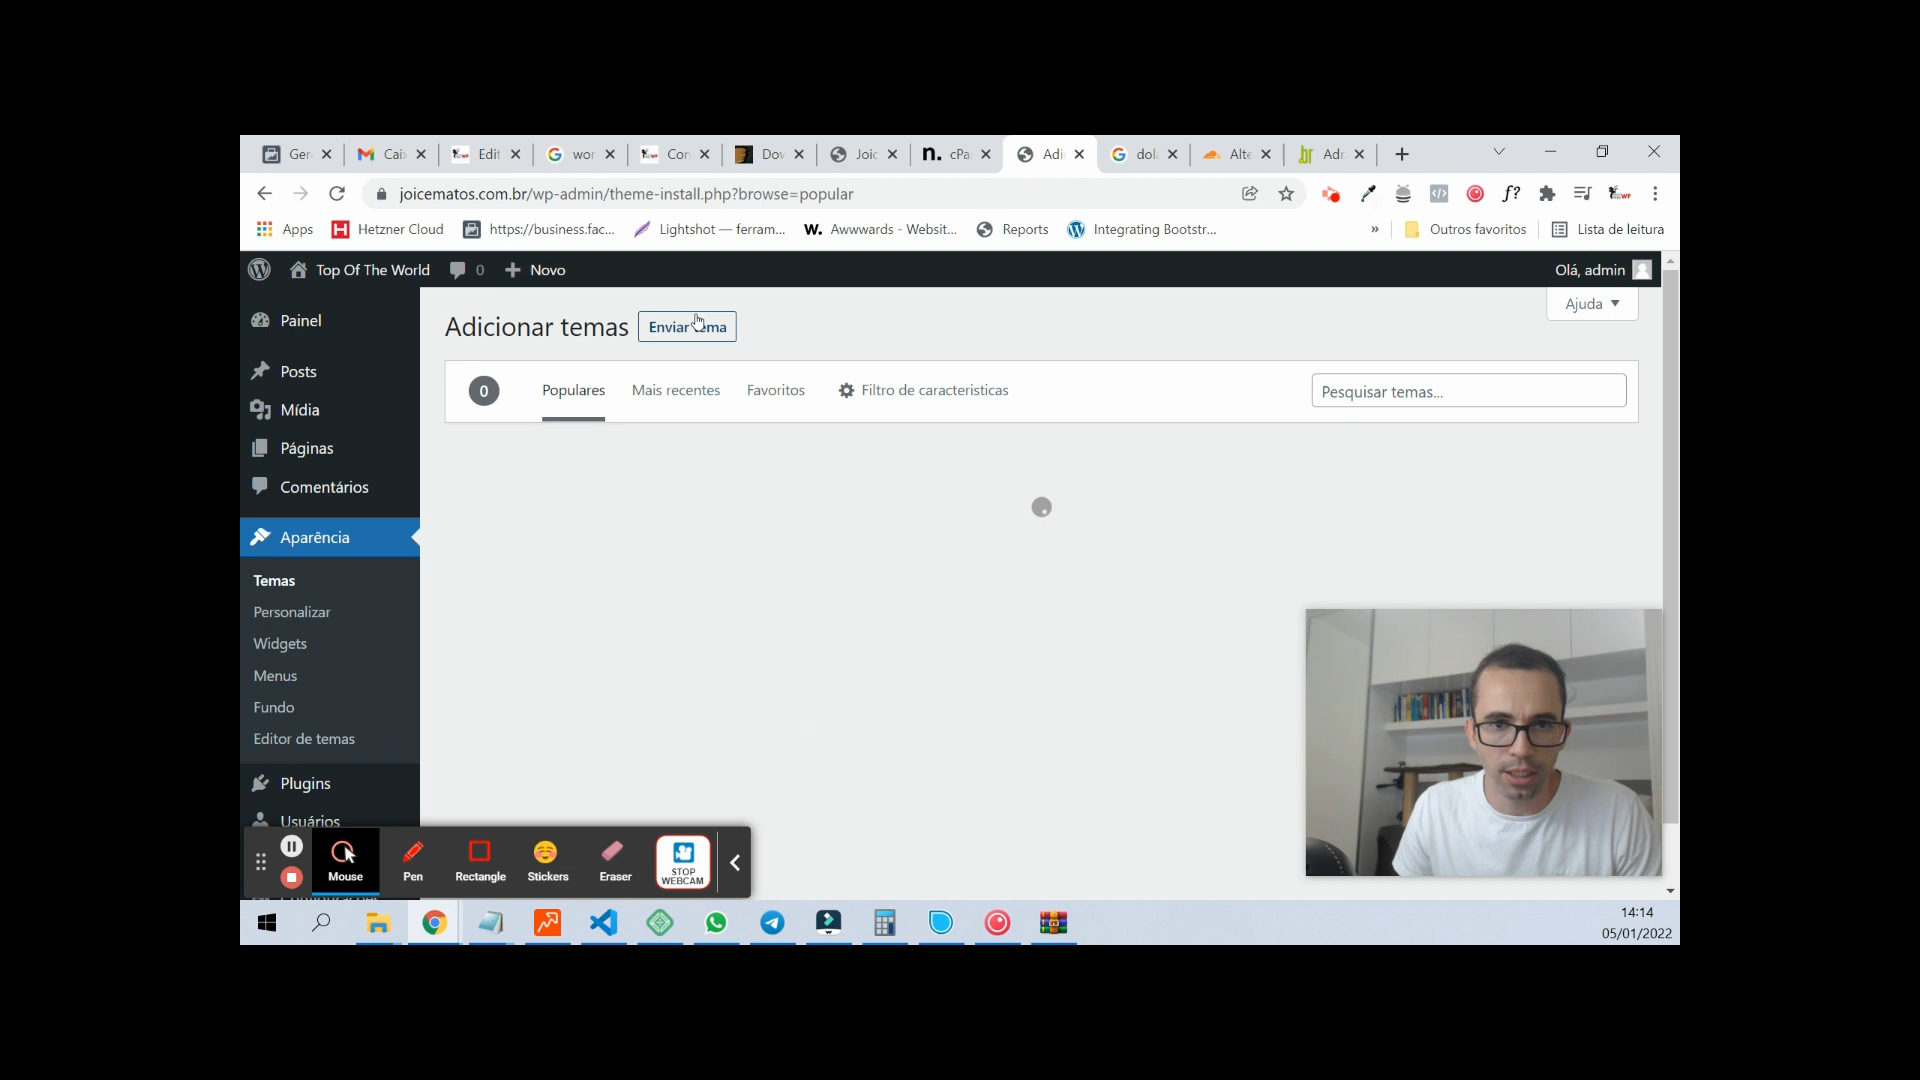 Ger
Cai
Edit
wor
Con
Dov
Joic
n. cPa
Adi
dol
Alte
Adr
joicematos.com.br/wp-admin/theme-install.php?browse=popular
f?
Apps
Hetzner Cloud
https://business.fac...
Lightshot — ferram...
W. Awwwards - Websit...
Reports
Integrating Bootstr...
»
Outros favoritos
Lista de leitura
Top Of The World
0
Novo
Olá, admin
Painel
Posts
Mídia
Páginas
Comentários
Aparência
Temas
Personalizar
Widgets
Menus
Fundo
Editor de temas
Plugins
Usuários
Adicionar temas
Enviar tema
Ajuda
0
Populares
Mais recentes
Favoritos
Filtro de caracteristicas
Pesquisar temas...
Mouse
Pen
Rectangle
Stickers
Eraser
STOP
WEBCAM
14:14
05/01/2022